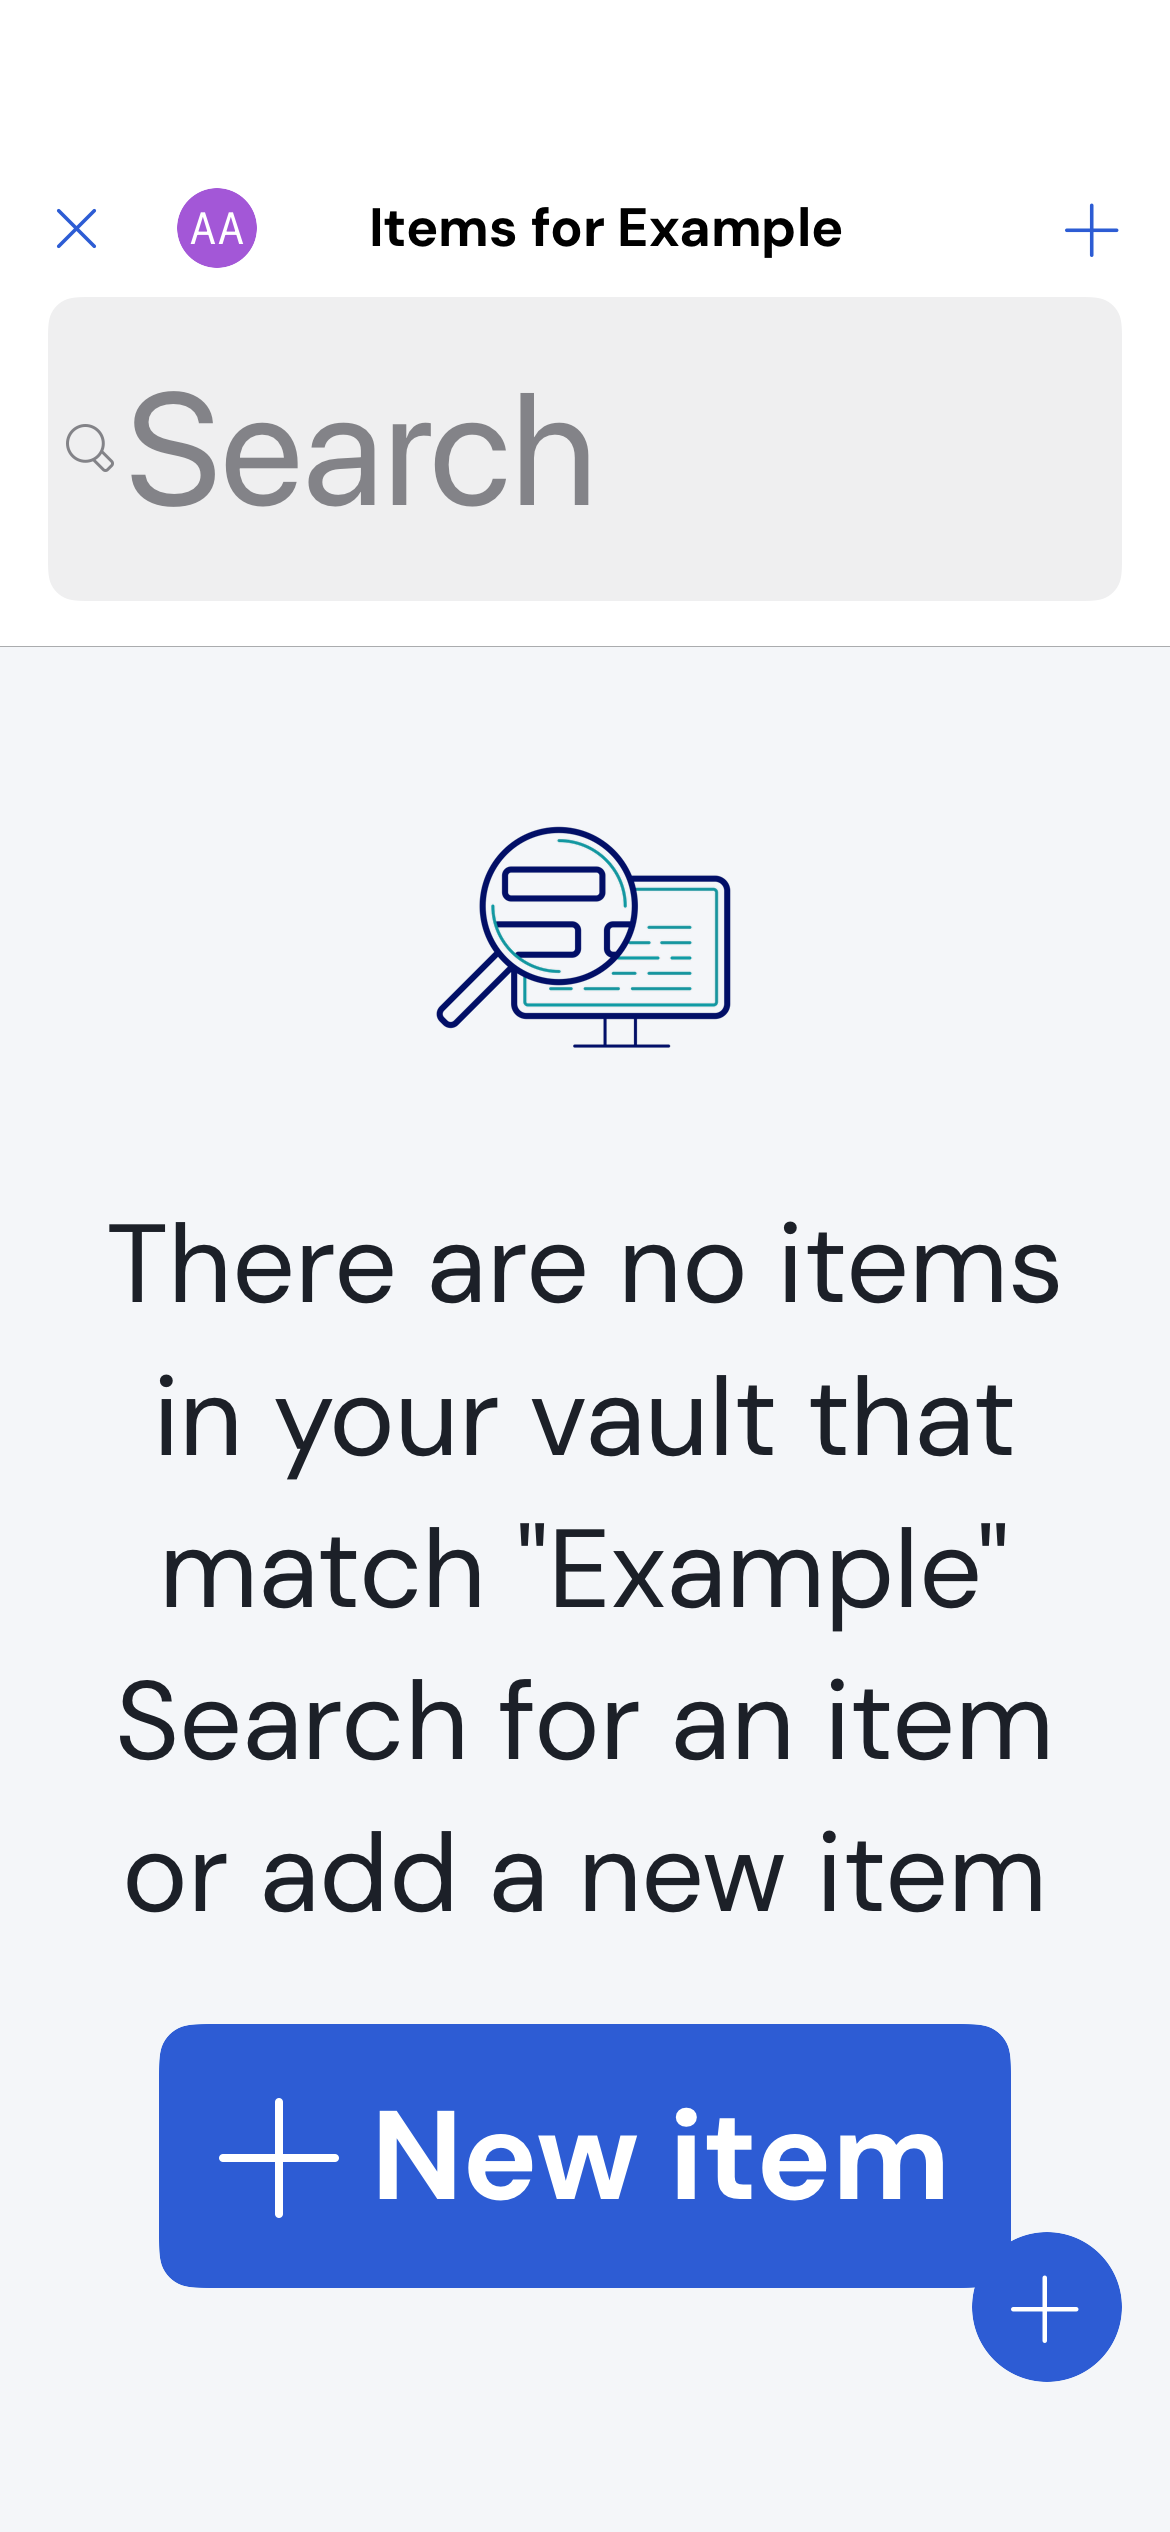 AA
Items for Example
Search
There are no items
in your vault that
match "Example"
Search for an item
or add a new item
New item